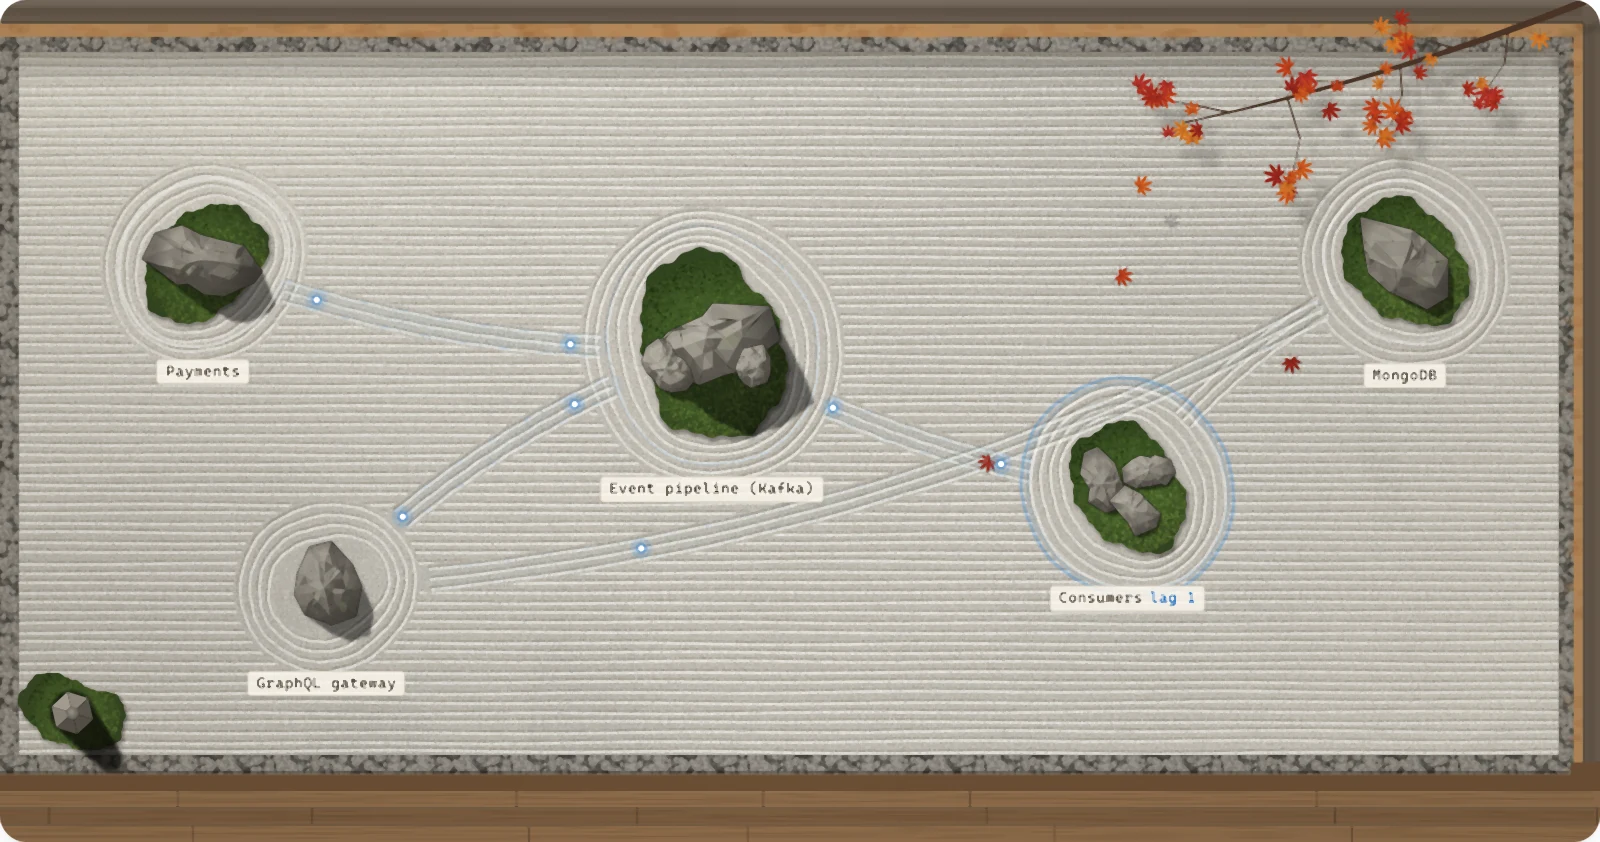 Payments
MongoDB
Event pipeline (Kafka)
Consumers lag 1
GraphQL gateway